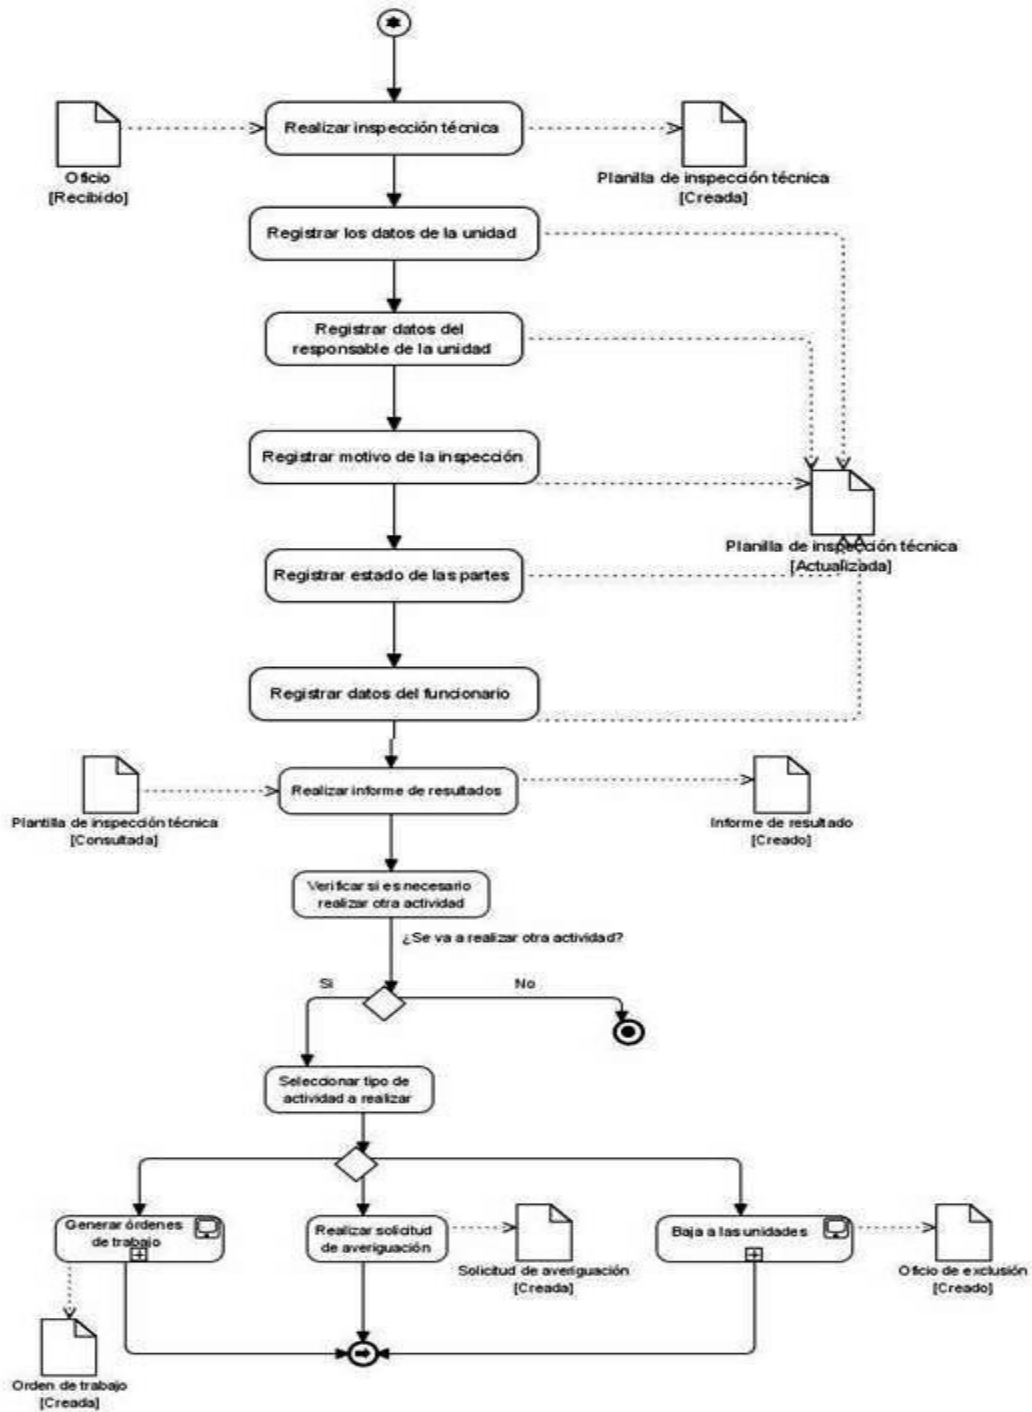 Realizar inspección técnica
Oficio
[Recibido]
Planilla de inspección técnica
[Creada]
Registrar los datos de la unidad
Registrar datos del
responsable de la unidad
Registrar motivo de la inspección
Planilla de inspección técnica
[Actualizada]
Registrar estado de las partes
Registrar datos del funcionario
Realizar informe de resultados
Plantilla de inspección técnica
[Consultada]
Informe de resultado
[Creado]
Verificar si es necesario
realizar otra actividad
¿Se va a realizar otra actividad?
Si
No
Seleccionar tipo de
actividad a realizar
Generar órdenes
de trabajo
Realizar solicitud
de averiguación
Baja a las unidades
Solicitud de averiguación
[Creada]
Oficio de exclusión
[Creado]
Orden de trabajo
[Creada]